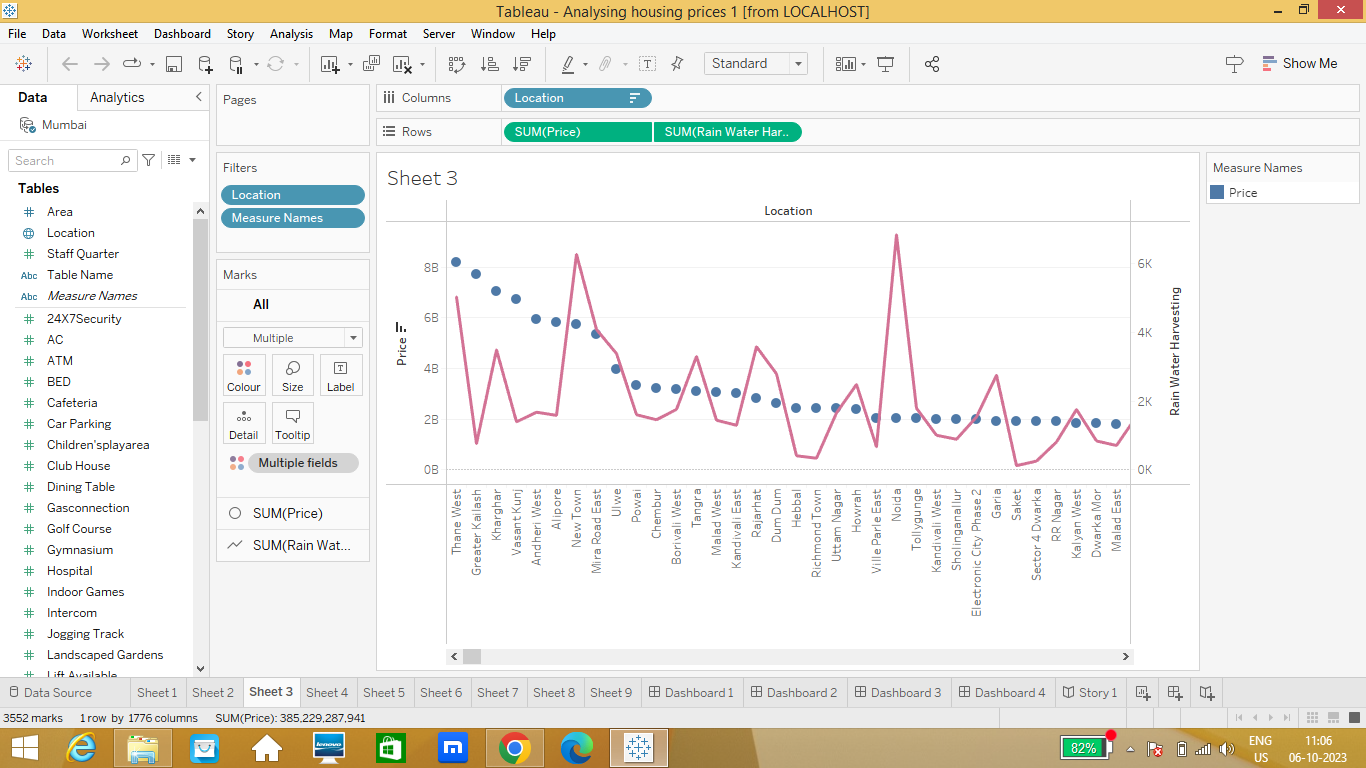 Tableau - Analysing housing prices 1 [from LOCALHOST]
File Data Worksheet Dashboard Story Analysis Map Format Server Window Help
Standard
Show Me
Data Analytics
Mumbai
Search
Tables
Area
Location
Staff Quarter
Abc Table Name
Abc Measure Names
24X7Security
AC
ATM
BED
Cafeteria
Car Parking
Children'splayarea
Club House
Dining Table
Gasconnection
Golf Course
Gymnasium
Hospital
Indoor Games
Intercom
Jogging Track
Landscaped Gardens
Lift Available
Pages
Filters
Location
Measure Names
Marks
All
Multiple
Colour Size Label
Detail Tooltip
Multiple fields
SUM(Price)
SUM(Rain Wat...
Columns Location
Rows SUM(Price) SUM(Rain Water Har..
Sheet 3
Location
Price
8B
6B
4B
2B
0B
6K
4K
2K
0K
Rain Water Harvesting
Thane West
Greater Kailash
Kharghar
Vasant Kunj
Andheri West
Alipore
New Town
Mira Road East
Ulwe
Powai
Chembur
Borivali West
Tangra
Malad West
Kandivali East
Rajarhat
Dum Dum
Hebbal
Richmond Town
Uttam Nagar
Howrah
Ville Parle East
Noida
Tollygunge
Kandivali West
Sholinganallur
Electronic City Phase 2
Garia
Saket
Sector 4 Dwarka
RR Nagar
Kalyan West
Dwarka Mor
Malad East
Measure Names
Price
Data Source Sheet 1 Sheet 2 Sheet 3 Sheet 4 Sheet 5 Sheet 6 Sheet 7 Sheet 8 Sheet 9 Dashboard 1 Dashboard 2 Dashboard 3 Dashboard 4 Story 1
3552 marks 1 row by 1776 columns SUM(Price): 385,229,287,941
lenovo
82%
ENG
US
11:06
06-10-2023